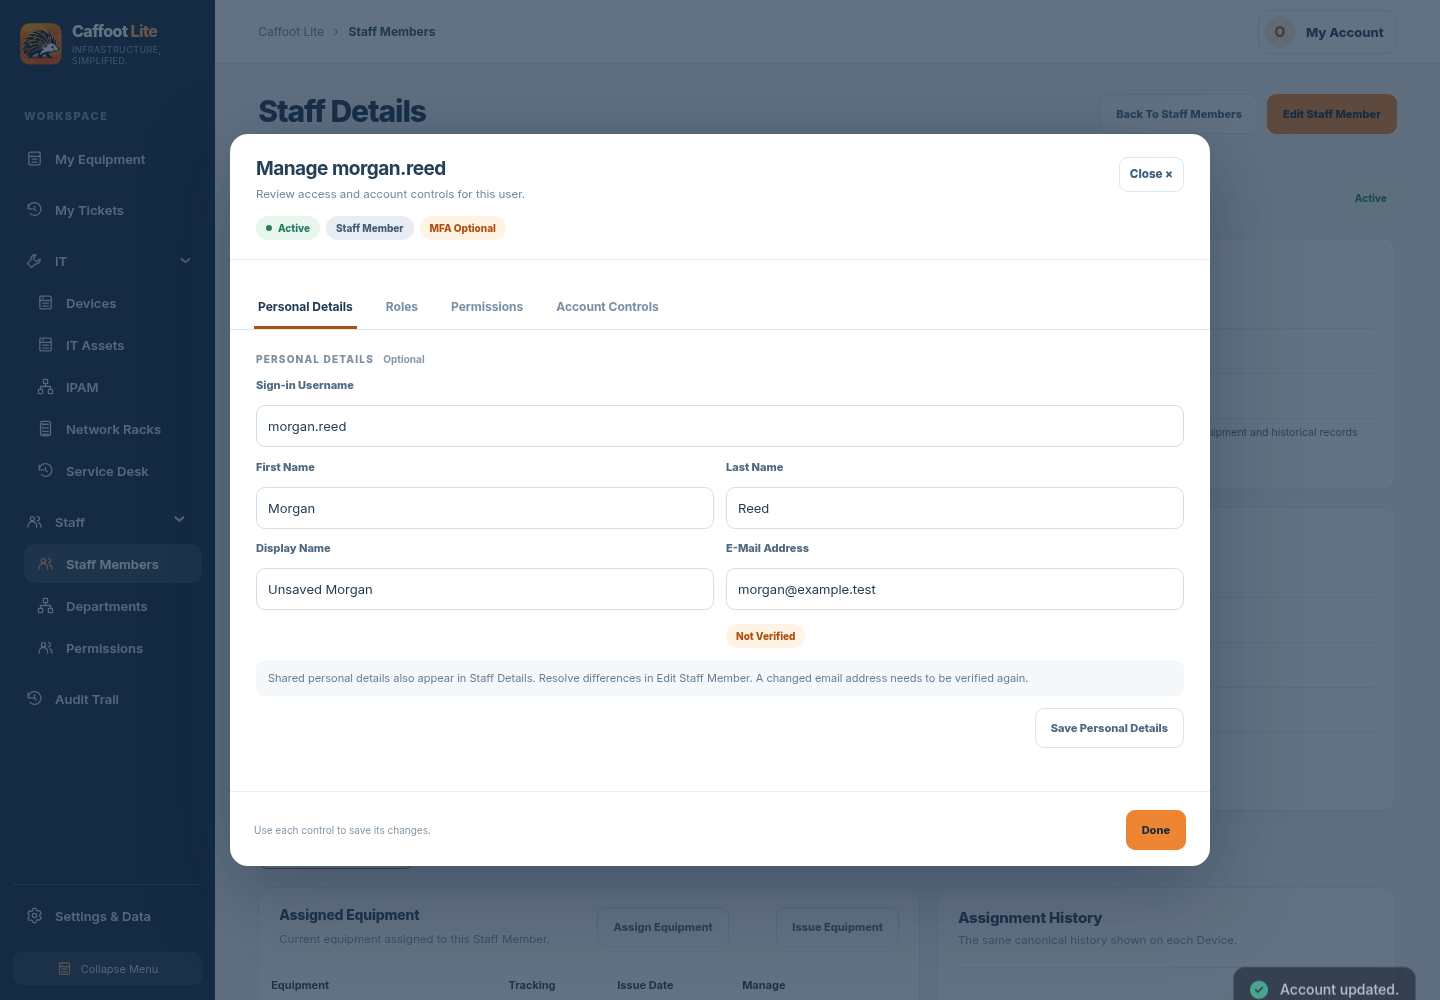 Caffoot Lite
INFRASTRUCTURE,
SIMPLIFIED.
WORKSPACE
My Equipment
My Tickets
IT
Devices
IT Assets
IPAM
Network Racks
Service Desk
Staff
Staff Members
Departments
Permissions
Audit Trail
Settings & Data
Collapse Menu
Caffoot Lite › Staff Members
O My Account
Staff Details
Back To Staff Members
Edit Staff Member
Active
Manage morgan.reed
Close ×
Review access and account controls for this user.
Active Staff Member MFA Optional
Personal Details Roles Permissions Account Controls
PERSONAL DETAILS Optional
Sign-in Username
morgan.reed
First Name Last Name
Morgan Reed
Display Name E-Mail Address
Unsaved Morgan morgan@example.test
Not Verified
Shared personal details also appear in Staff Details. Resolve differences in Edit Staff Member. A changed email address needs to be verified again.
Save Personal Details
Use each control to save its changes.
Done
and historical records
Assigned Equipment
Current equipment assigned to this Staff Member.
Assign Equipment
Issue Equipment
Equipment Tracking Issue Date Manage
Assignment History
The same canonical history shown on each Device.
Account updated.